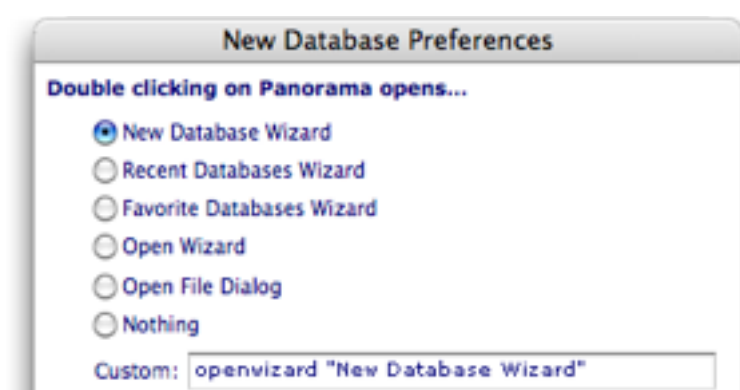 New Database Preferences
Double clicking on Panorama opens...
New Database Wizard
Recent Databases Wizard
Favorite Databases Wizard
Open Wizard
Open File Dialog
Nothing
Custom: openwizard "New Database Wizard"